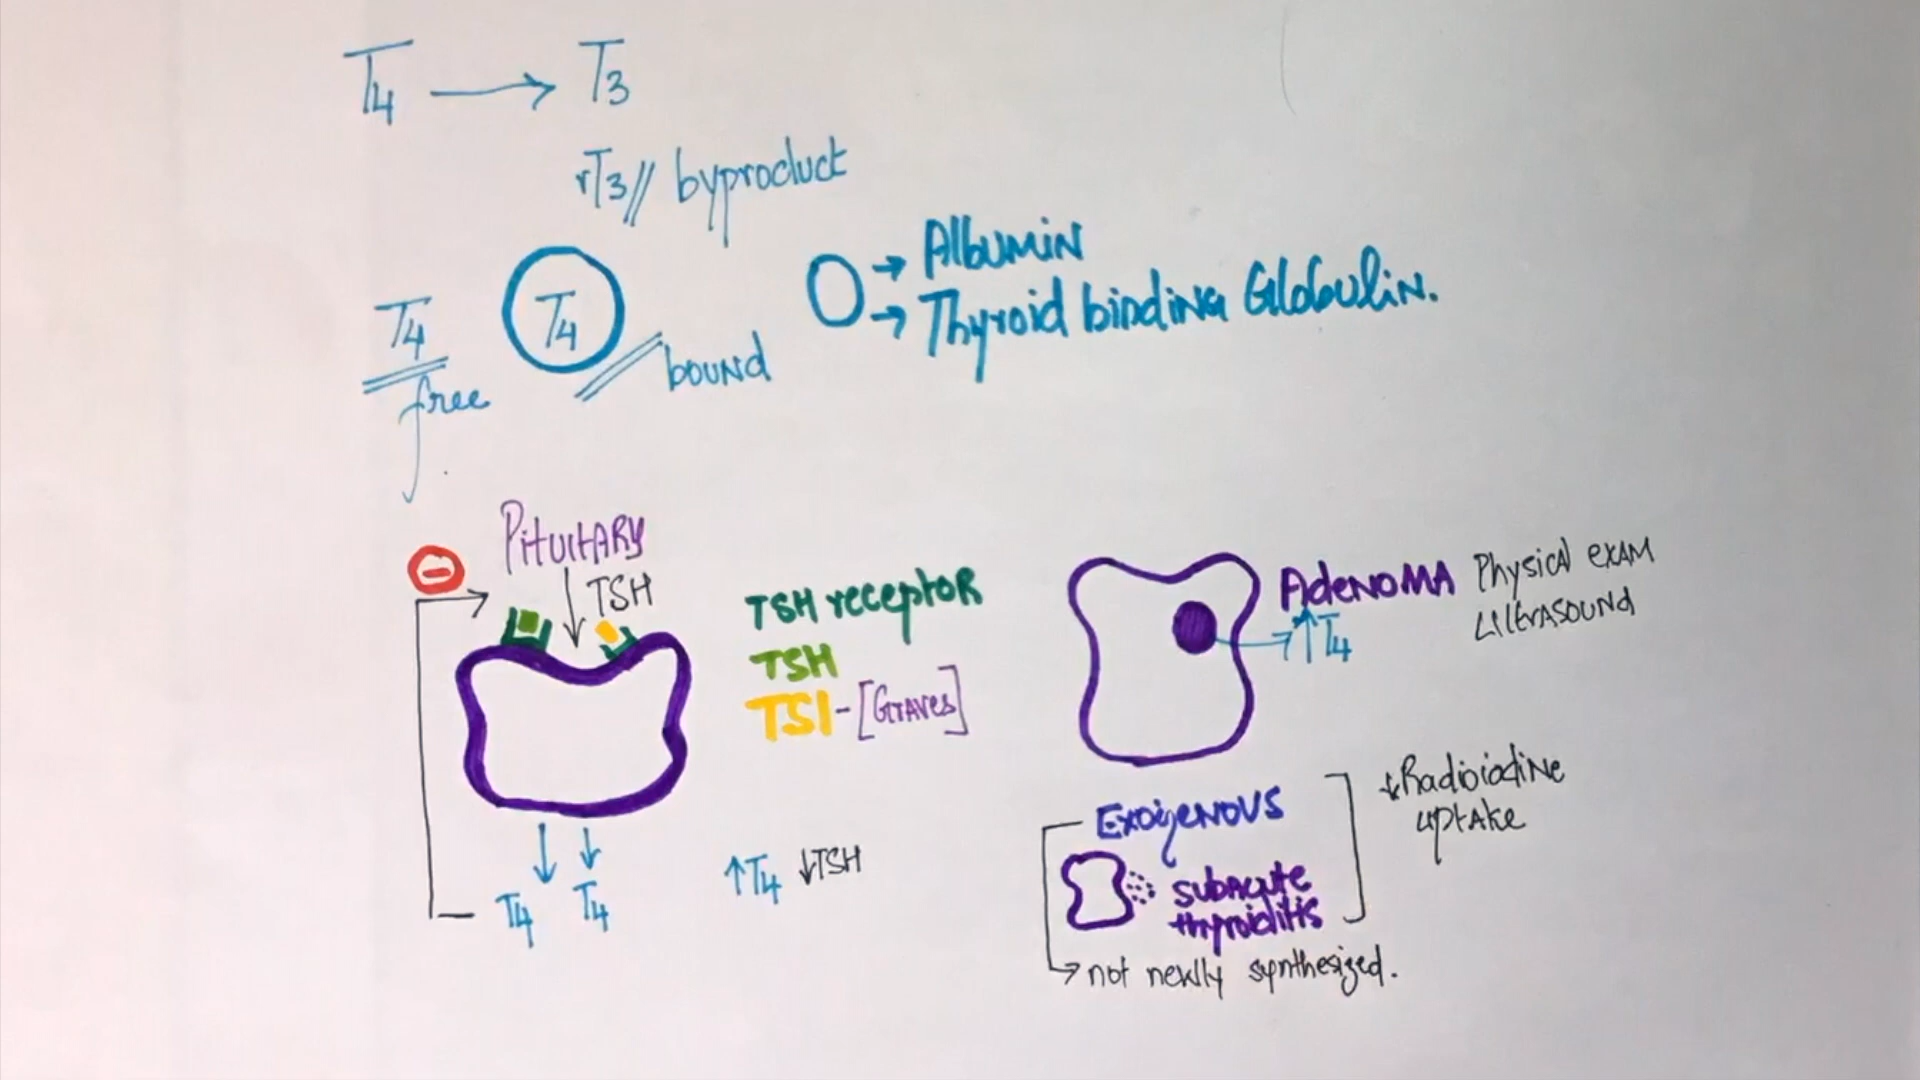 T4 → T3
rT3// byproduct
T4
free
T4
bound
O → Albumin
→ Thyroid binding Globulin.
Pituitary
TSH
T4 T4
TSH receptor
TSH
TSI - [Graves]
↑T4 ↓TSH
Adenoma
↑T4
Physical exam
Ultrasound
Exogenous
subacute
thyroiditis
↓Radioiodine
uptake
→ not newly synthesized.